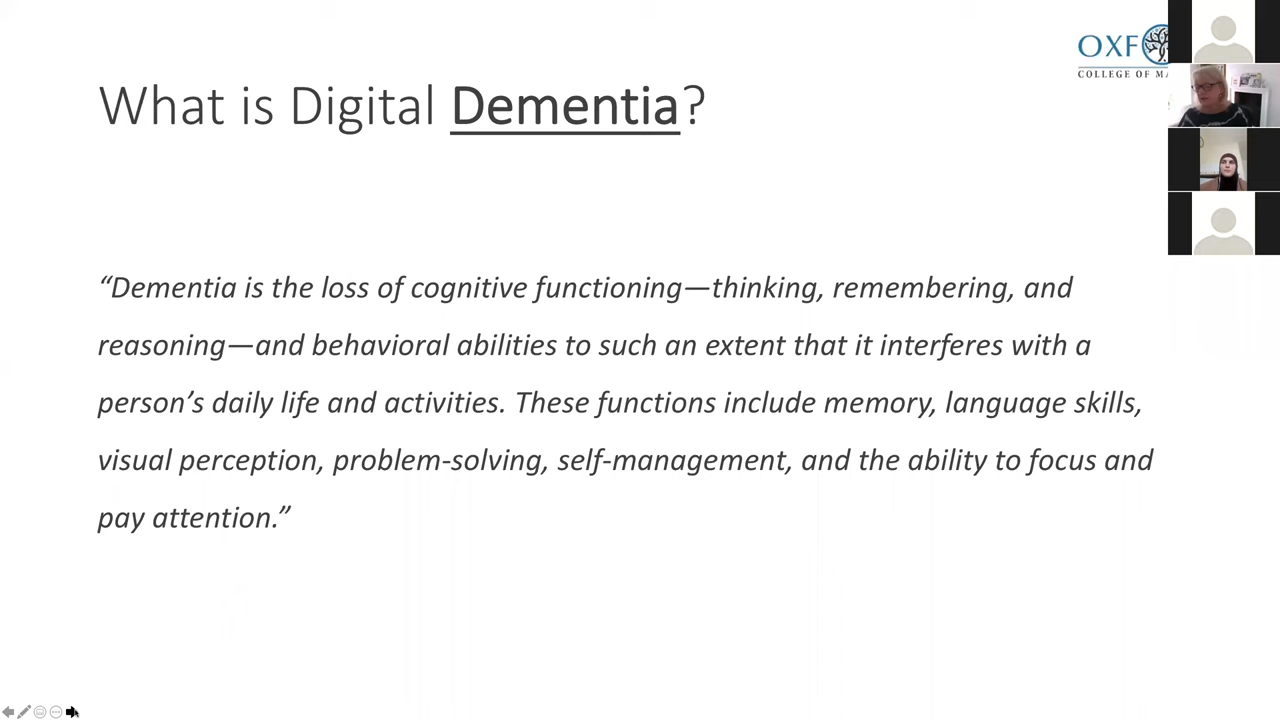 OXF
COLLEGE OF MA
What is Digital Dementia?
“Dementia is the loss of cognitive functioning—thinking, remembering, and
reasoning—and behavioral abilities to such an extent that it interferes with a
person’s daily life and activities. These functions include memory, language skills,
visual perception, problem-solving, self-management, and the ability to focus and
pay attention.”